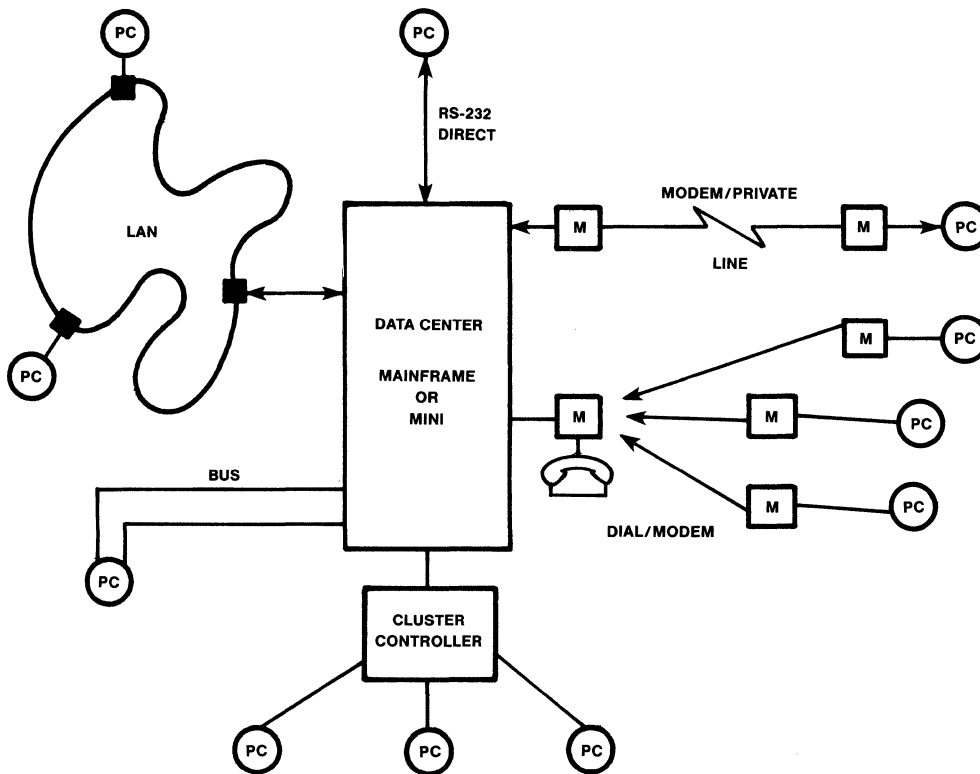 PC
PC
RS-232
DIRECT
MODEM/PRIVATE
M
M
PC
LINE
LAN
DATA CENTER
MAINFRAME
OR
MINI
M
PC
PC
M
M
PC
M
PC
DIAL/MODEM
BUS
PC
CLUSTER
CONTROLLER
PC
PC
PC